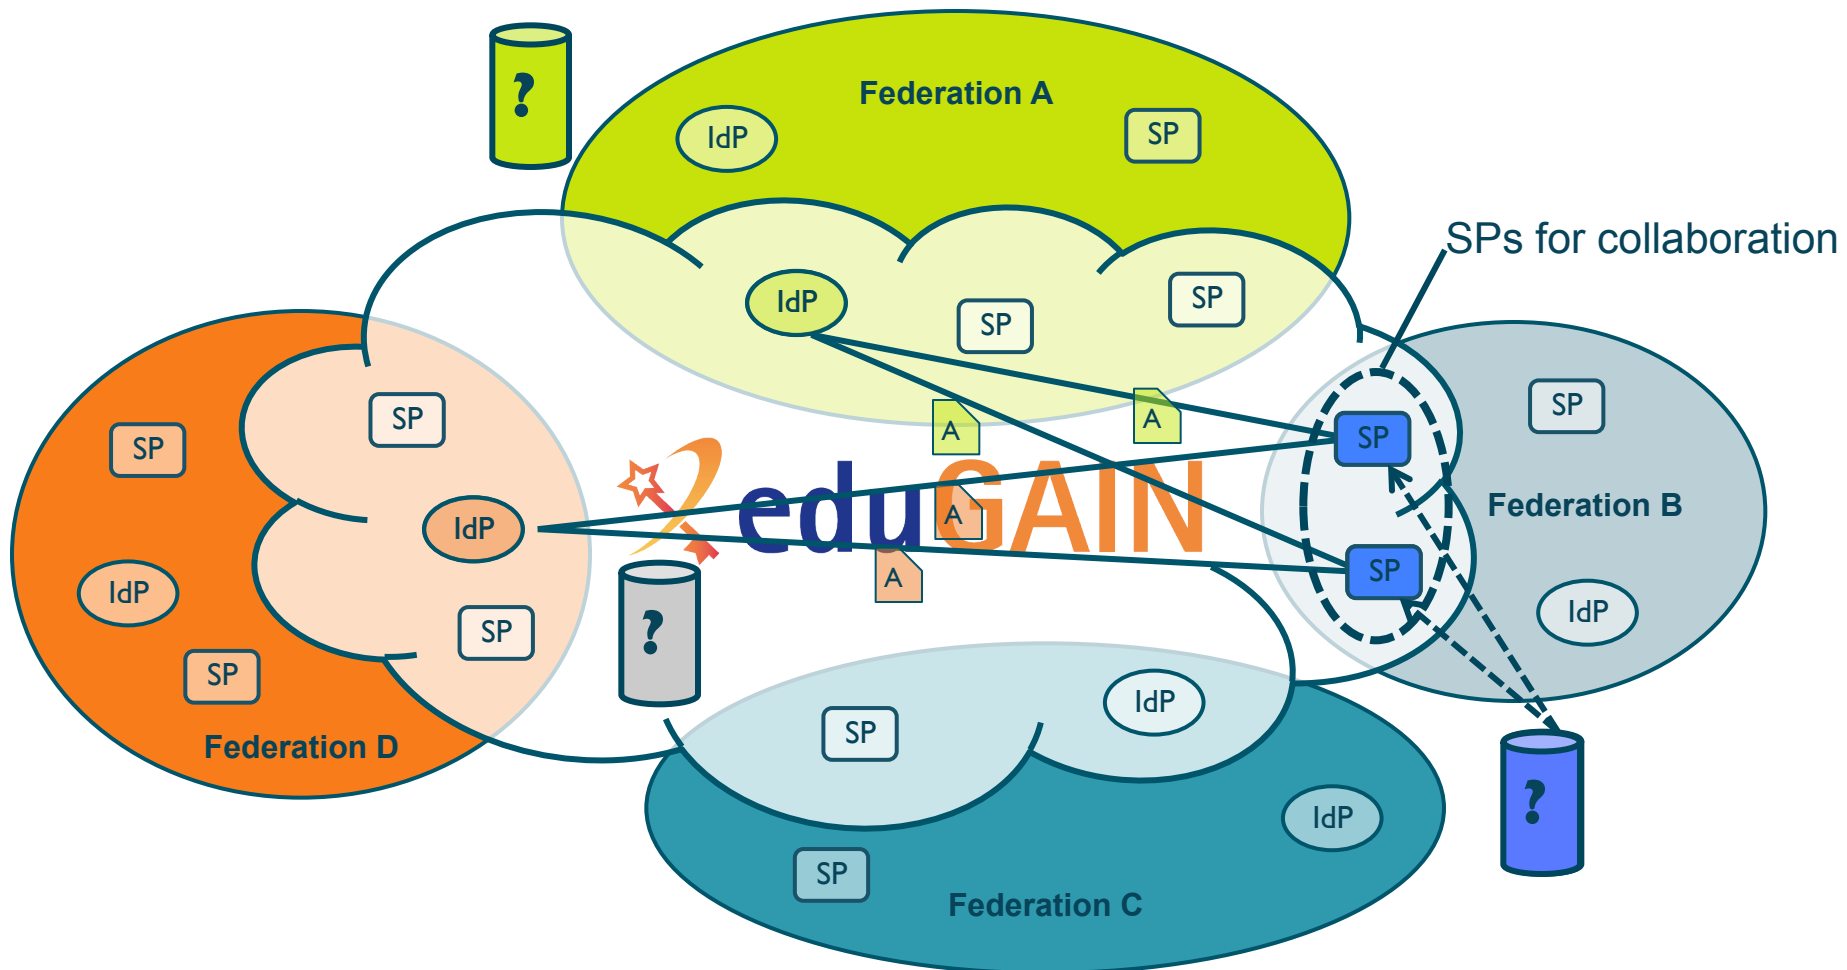 ?
Federation A
IdP
SP
SPs for collaboration
IdP
SP
SP
SP
SP
SP
A
A
SP
Federation B
eduGAIN
A
IdP
SP
A
IdP
IdP
?
SP
SP
IdP
SP
Federation D
?
IdP
SP
Federation C